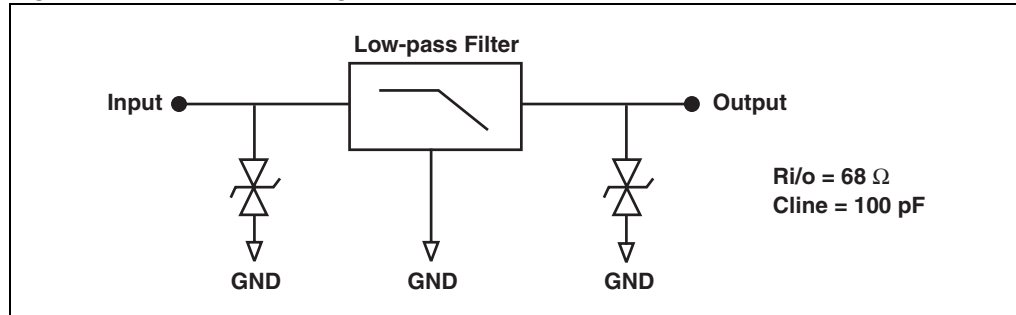 Low-pass Filter
Input
Output
Ri/o = 68 Ω
Cline = 100 pF
GND
GND
GND